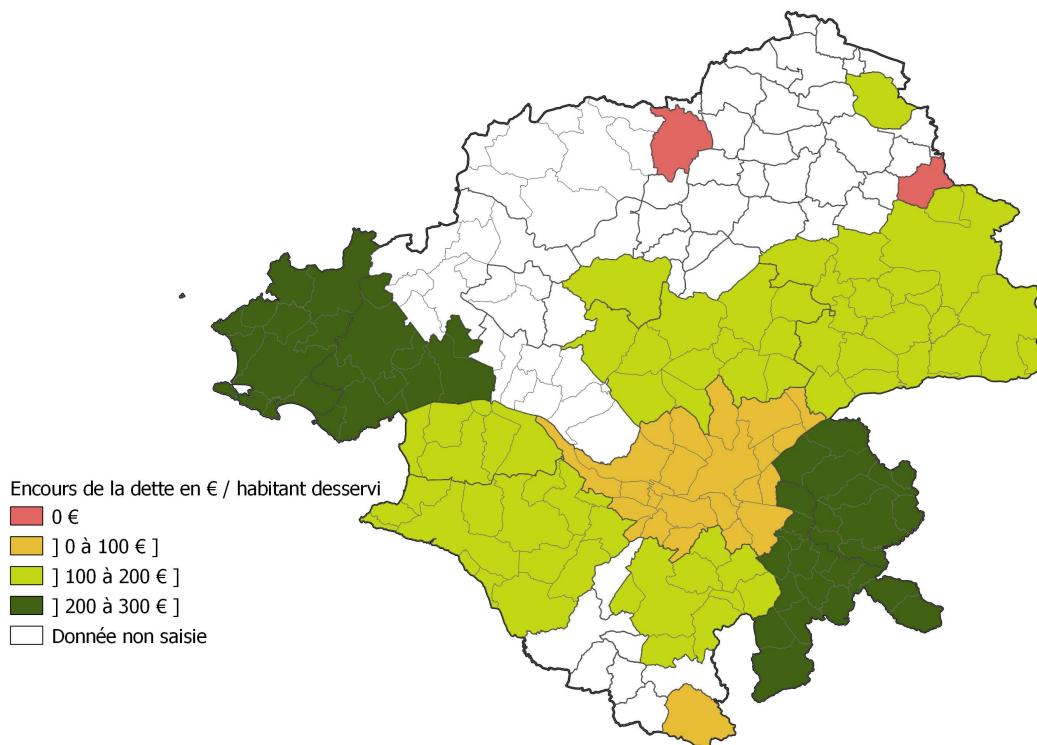 Encours de la dette en € / habitant desservi
0 €
] 0 à 100 € ]
] 100 à 200 € ]
] 200 à 300 € ]
Donnée non saisie